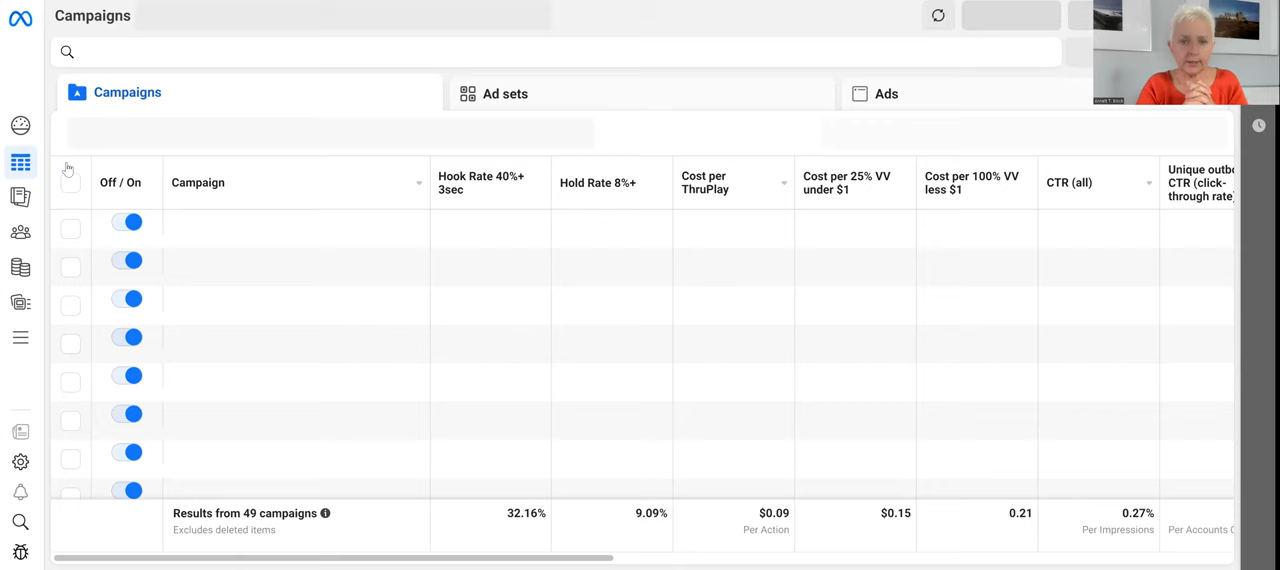 Campaigns
Campaigns
Ad sets
Ads
Off / On
Campaign
Hook Rate 40%+
3sec
Hold Rate 8%+
Cost per
ThruPlay
Cost per 25% VV
under $1
Cost per 100% VV
less $1
CTR (all)
Unique outbo
CTR (click-
through rate)
Results from 49 campaigns
Excludes deleted items
32.16%
9.09%
$0.09
Per Action
$0.15
0.21
0.27%
Per Impressions
Per Accounts C